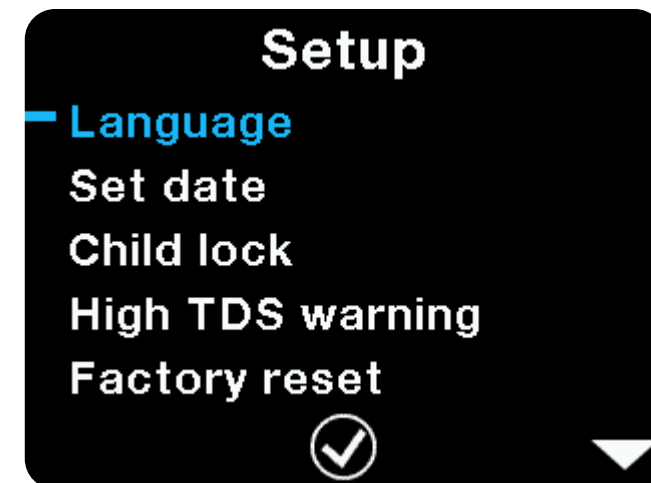 Setup
Language
Set date
Child lock
High TDS warning
Factory reset